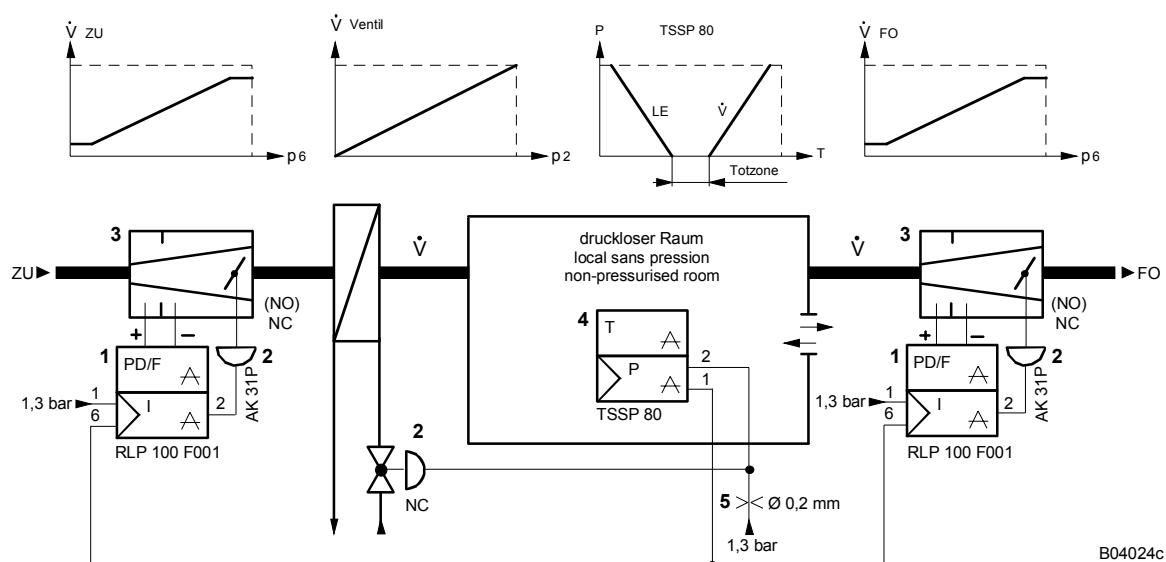 V̇ ZU
p6
V̇ Ventil
p2
P
TSSP 80
LE
V̇
T
Totzone
V̇ FO
p6
3
ZU
(NO)
NC
+
–
1
PD/F
2
1,3 bar
1
6
I
2
AK 31P
RLP 100 F001
V̇
druckloser Raum
local sans pression
non-pressurised room
4
T
P
2
1
TSSP 80
2
NC
5
Ø 0,2 mm
1,3 bar
V̇
3
FO
(NO)
NC
+
–
1
PD/F
2
1,3 bar
1
6
I
2
AK 31P
RLP 100 F001
B04024c